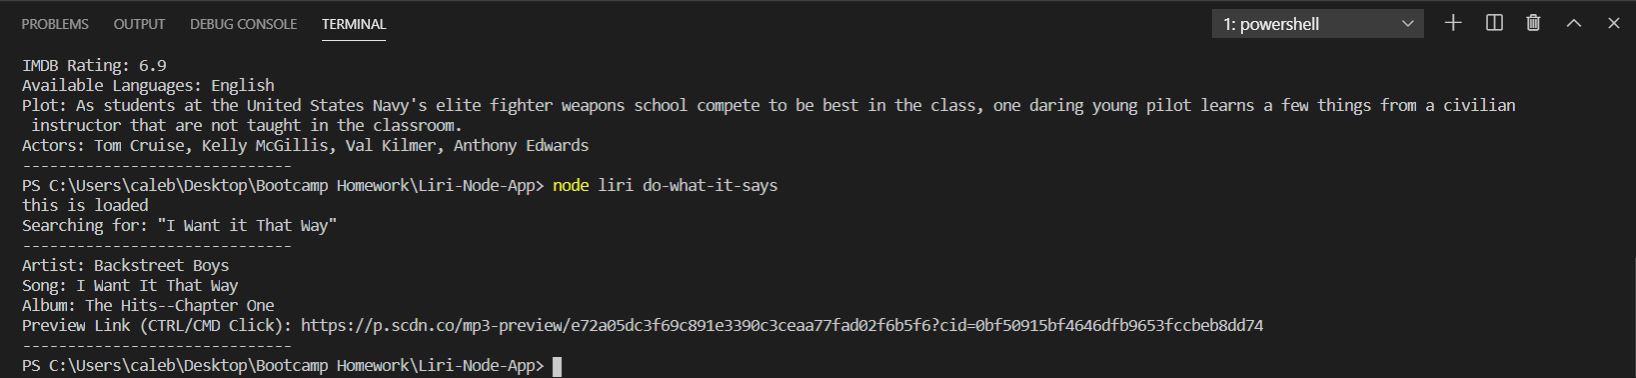 PROBLEMS OUTPUT DEBUG CONSOLE TERMINAL 1: powershell
IMDB Rating: 6.9
Available Languages: English
Plot: As students at the United States Navy's elite fighter weapons school compete to be best in the class, one daring young pilot learns a few things from a civilian
instructor that are not taught in the classroom.
Actors: Tom Cruise, Kelly McGillis, Val Kilmer, Anthony Edwards
------------------------------
PS C:\Users\caleb\Desktop\Bootcamp Homework\Liri-Node-App> node liri do-what-it-says
this is loaded
Searching for: "I Want it That Way"
------------------------------
Artist: Backstreet Boys
Song: I Want It That Way
Album: The Hits--Chapter One
Preview Link (CTRL/CMD Click): https://p.scdn.co/mp3-preview/e72a05dc3f69c891e3390c3ceaa77fad02f6b5f6?cid=0bf50915bf4646dfb9653fccbeb8dd74
------------------------------
PS C:\Users\caleb\Desktop\Bootcamp Homework\Liri-Node-App>